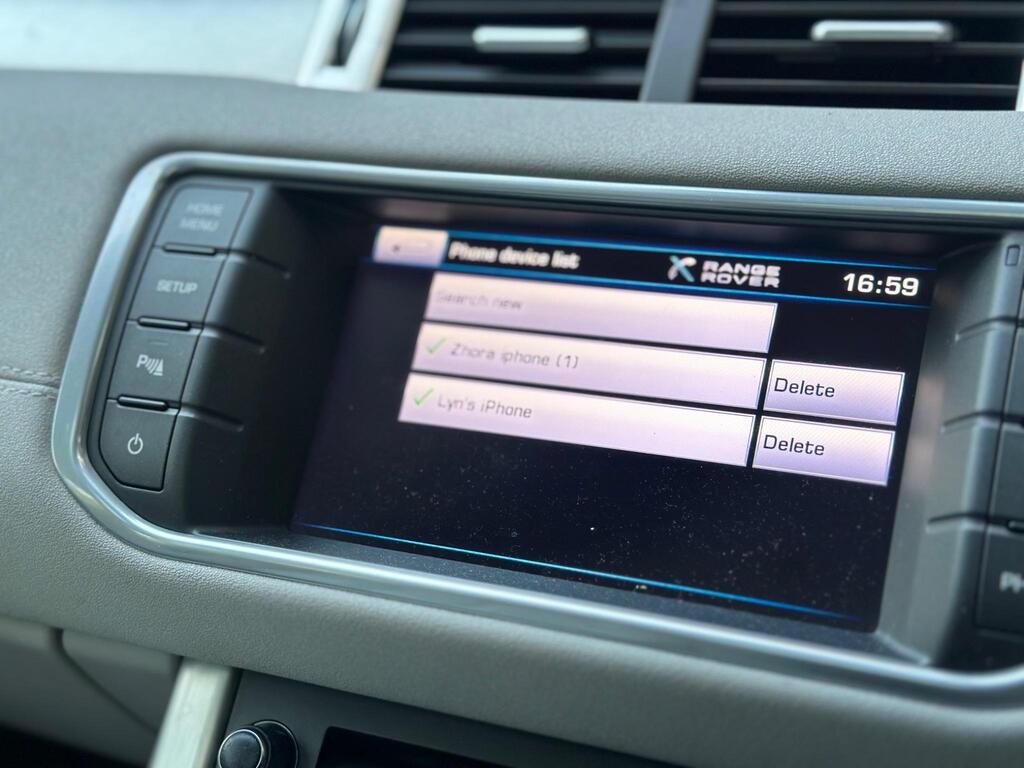 HOME
MENU
SETUP
P
Phone device list
RANGE
ROVER
16:59
Search new
Zhora iphone (1)
Delete
Lyn's iPhone
Delete